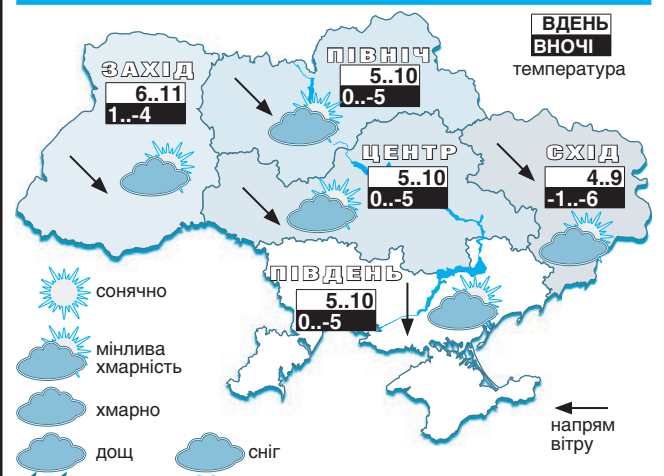 ВДЕНЬ
ВНОЧІ
температура
ПІВНІЧ
5..10
0..-5
ЗАХІД
6..11
1..-4
ЦЕНТР
5..10
0..-5
СХІД
4..9
-1..-6
ПІВДЕНЬ
5..10
0..-5
сонячно
мінлива
хмарність
хмарно
дощ
сніг
напрям
вітру